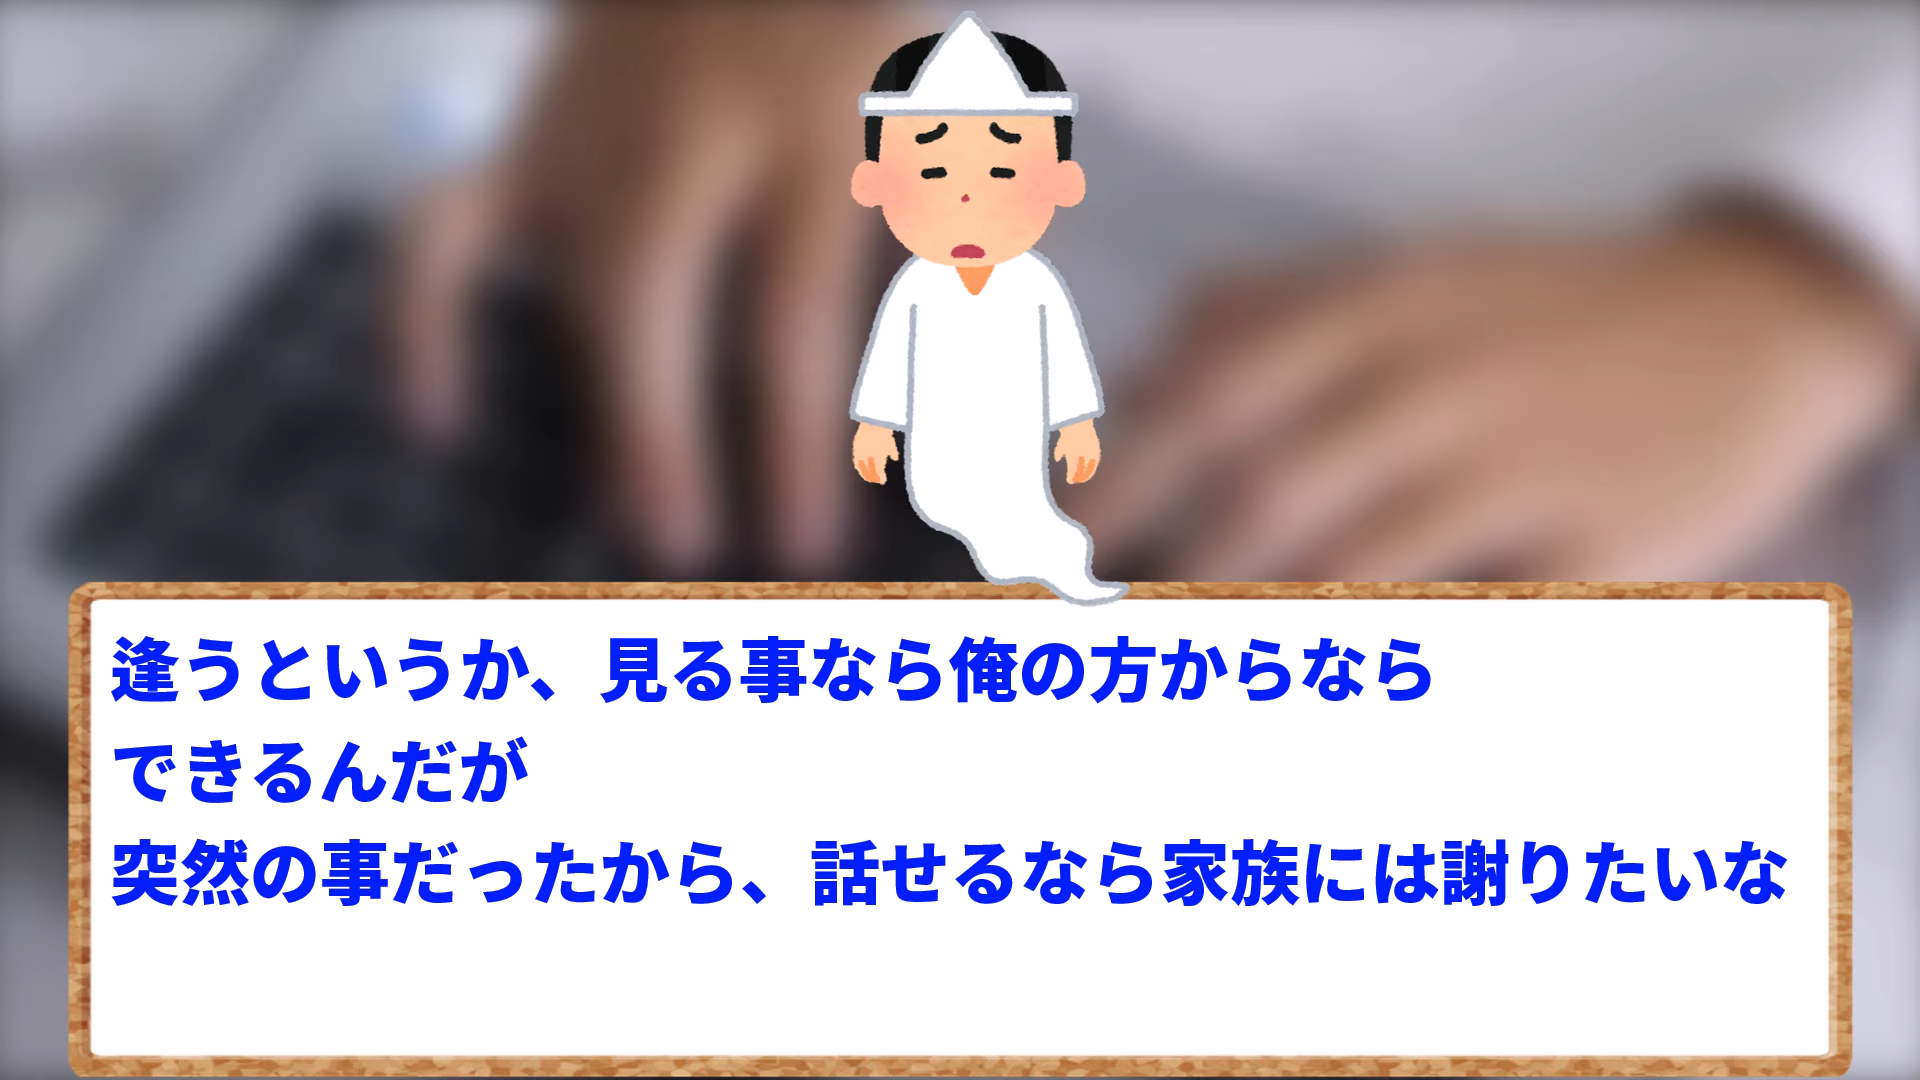 逢うというか、見る事なら俺の方からなら
できるんだが
突然の事だったから、話せるなら家族には謝りたいな